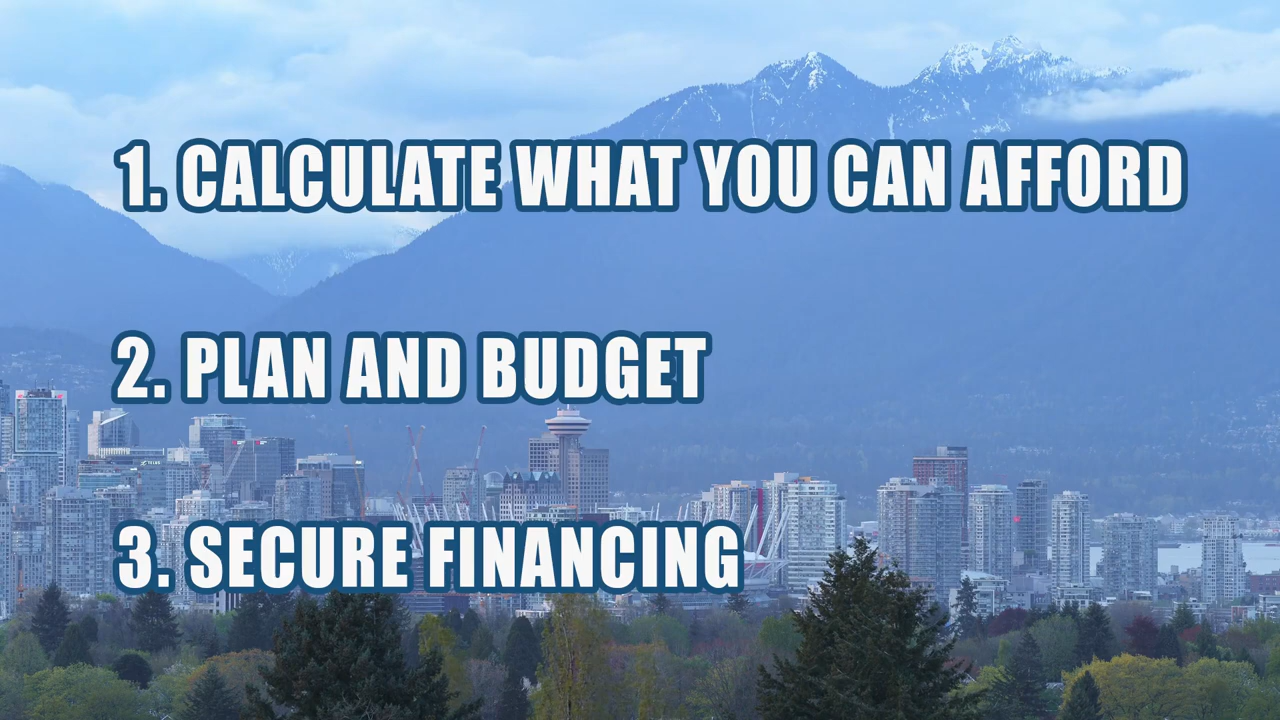 1. CALCULATE WHAT YOU CAN AFFORD
2. PLAN AND BUDGET
3. SECURE FINANCING